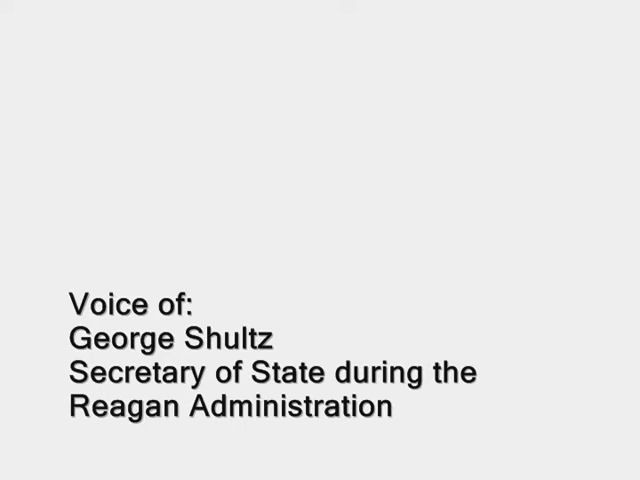 Voice of:
George Shultz
Secretary of State during the
Reagan Administration